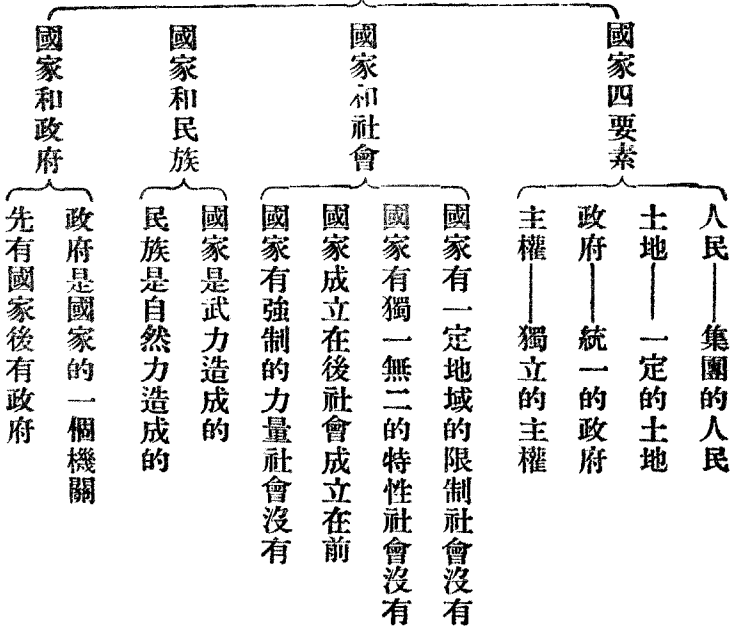 國家四要素
人民——集團的人民
土地——一定的土地
政府——統一的政府
主權——獨立的主權
國家和社會
國家有一定地域的限制社會沒有
國家有獨一無二的特性社會沒有
國家成立在後社會成立在前
國家有強制的力量社會沒有
國家和民族
國家是武力造成的
民族是自然力造成的
國家和政府
政府是國家的一個機關
先有國家後有政府